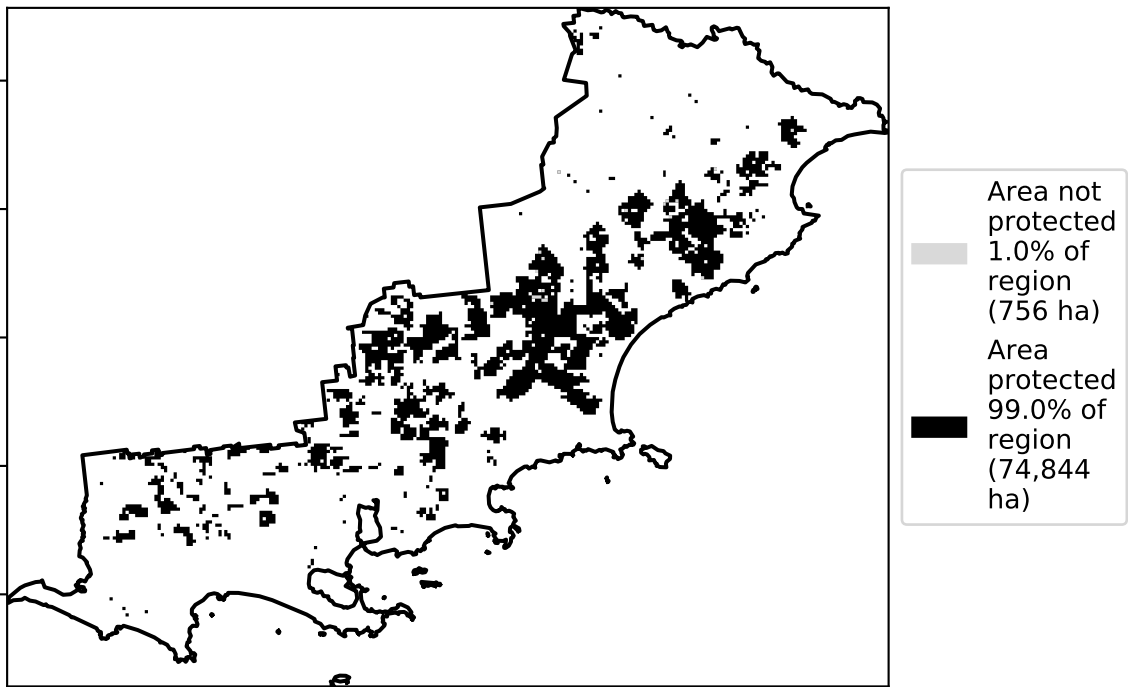 Area not
protected
1.0% of
region
(756 ha)
Area
protected
99.0% of
region
(74,844
ha)